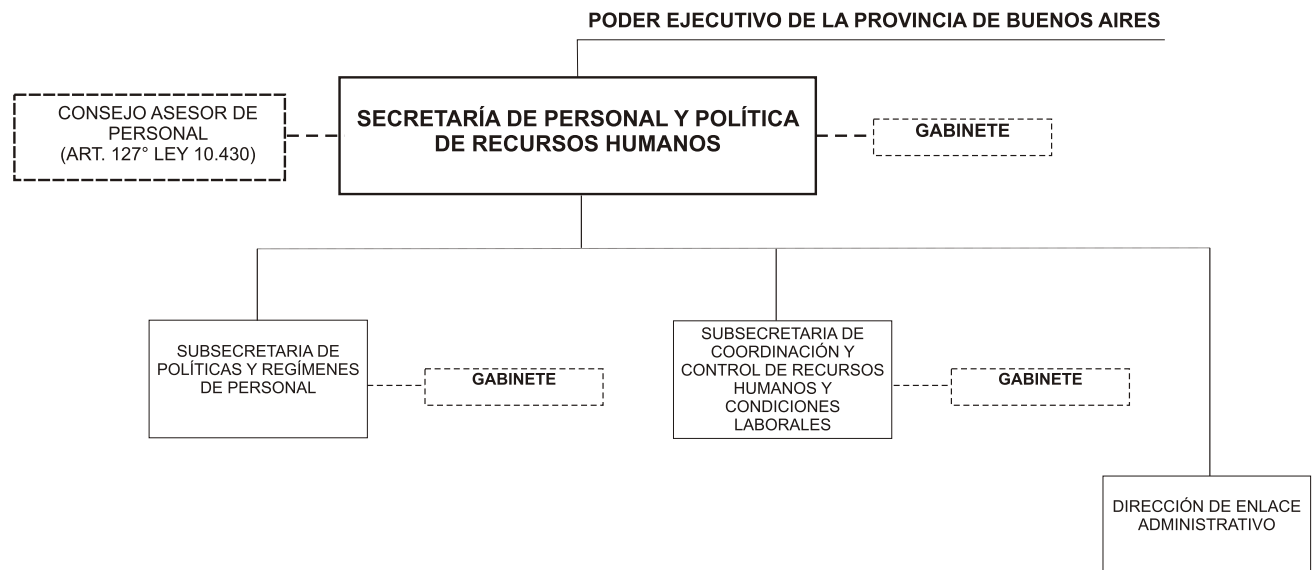 PODER EJECUTIVO DE LA PROVINCIA DE BUENOS AIRES
CONSEJO ASESOR DE
PERSONAL
(ART. 127° LEY 10.430)
SECRETARÍA DE PERSONAL Y POLÍTICA
DE RECURSOS HUMANOS
GABINETE
SUBSECRETARIA DE
POLÍTICAS Y REGÍMENES
DE PERSONAL
GABINETE
SUBSECRETARIA DE
COORDINACIÓN Y
CONTROL DE RECURSOS
HUMANOS Y
CONDICIONES
LABORALES
GABINETE
DIRECCIÓN DE ENLACE
ADMINISTRATIVO